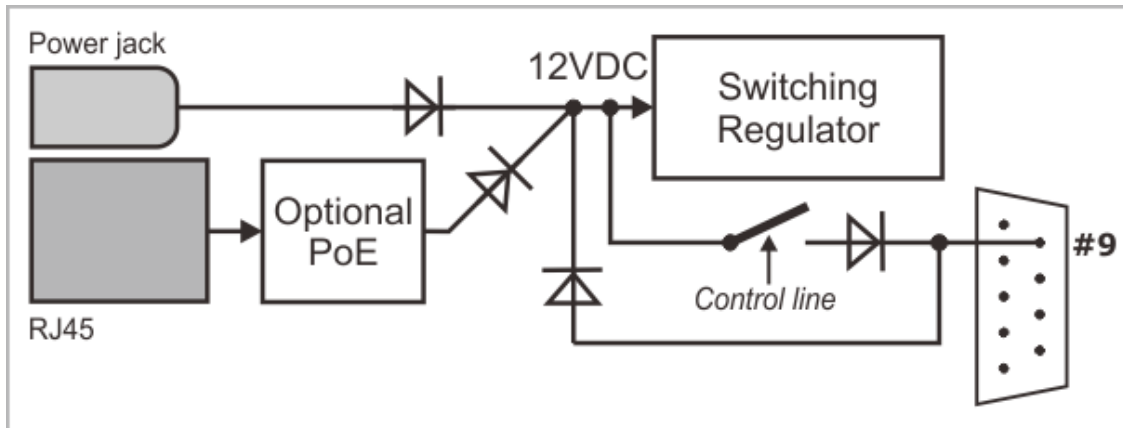 Power jack
12VDC
Switching
Regulator
Optional
PoE
#9
Control line
RJ45